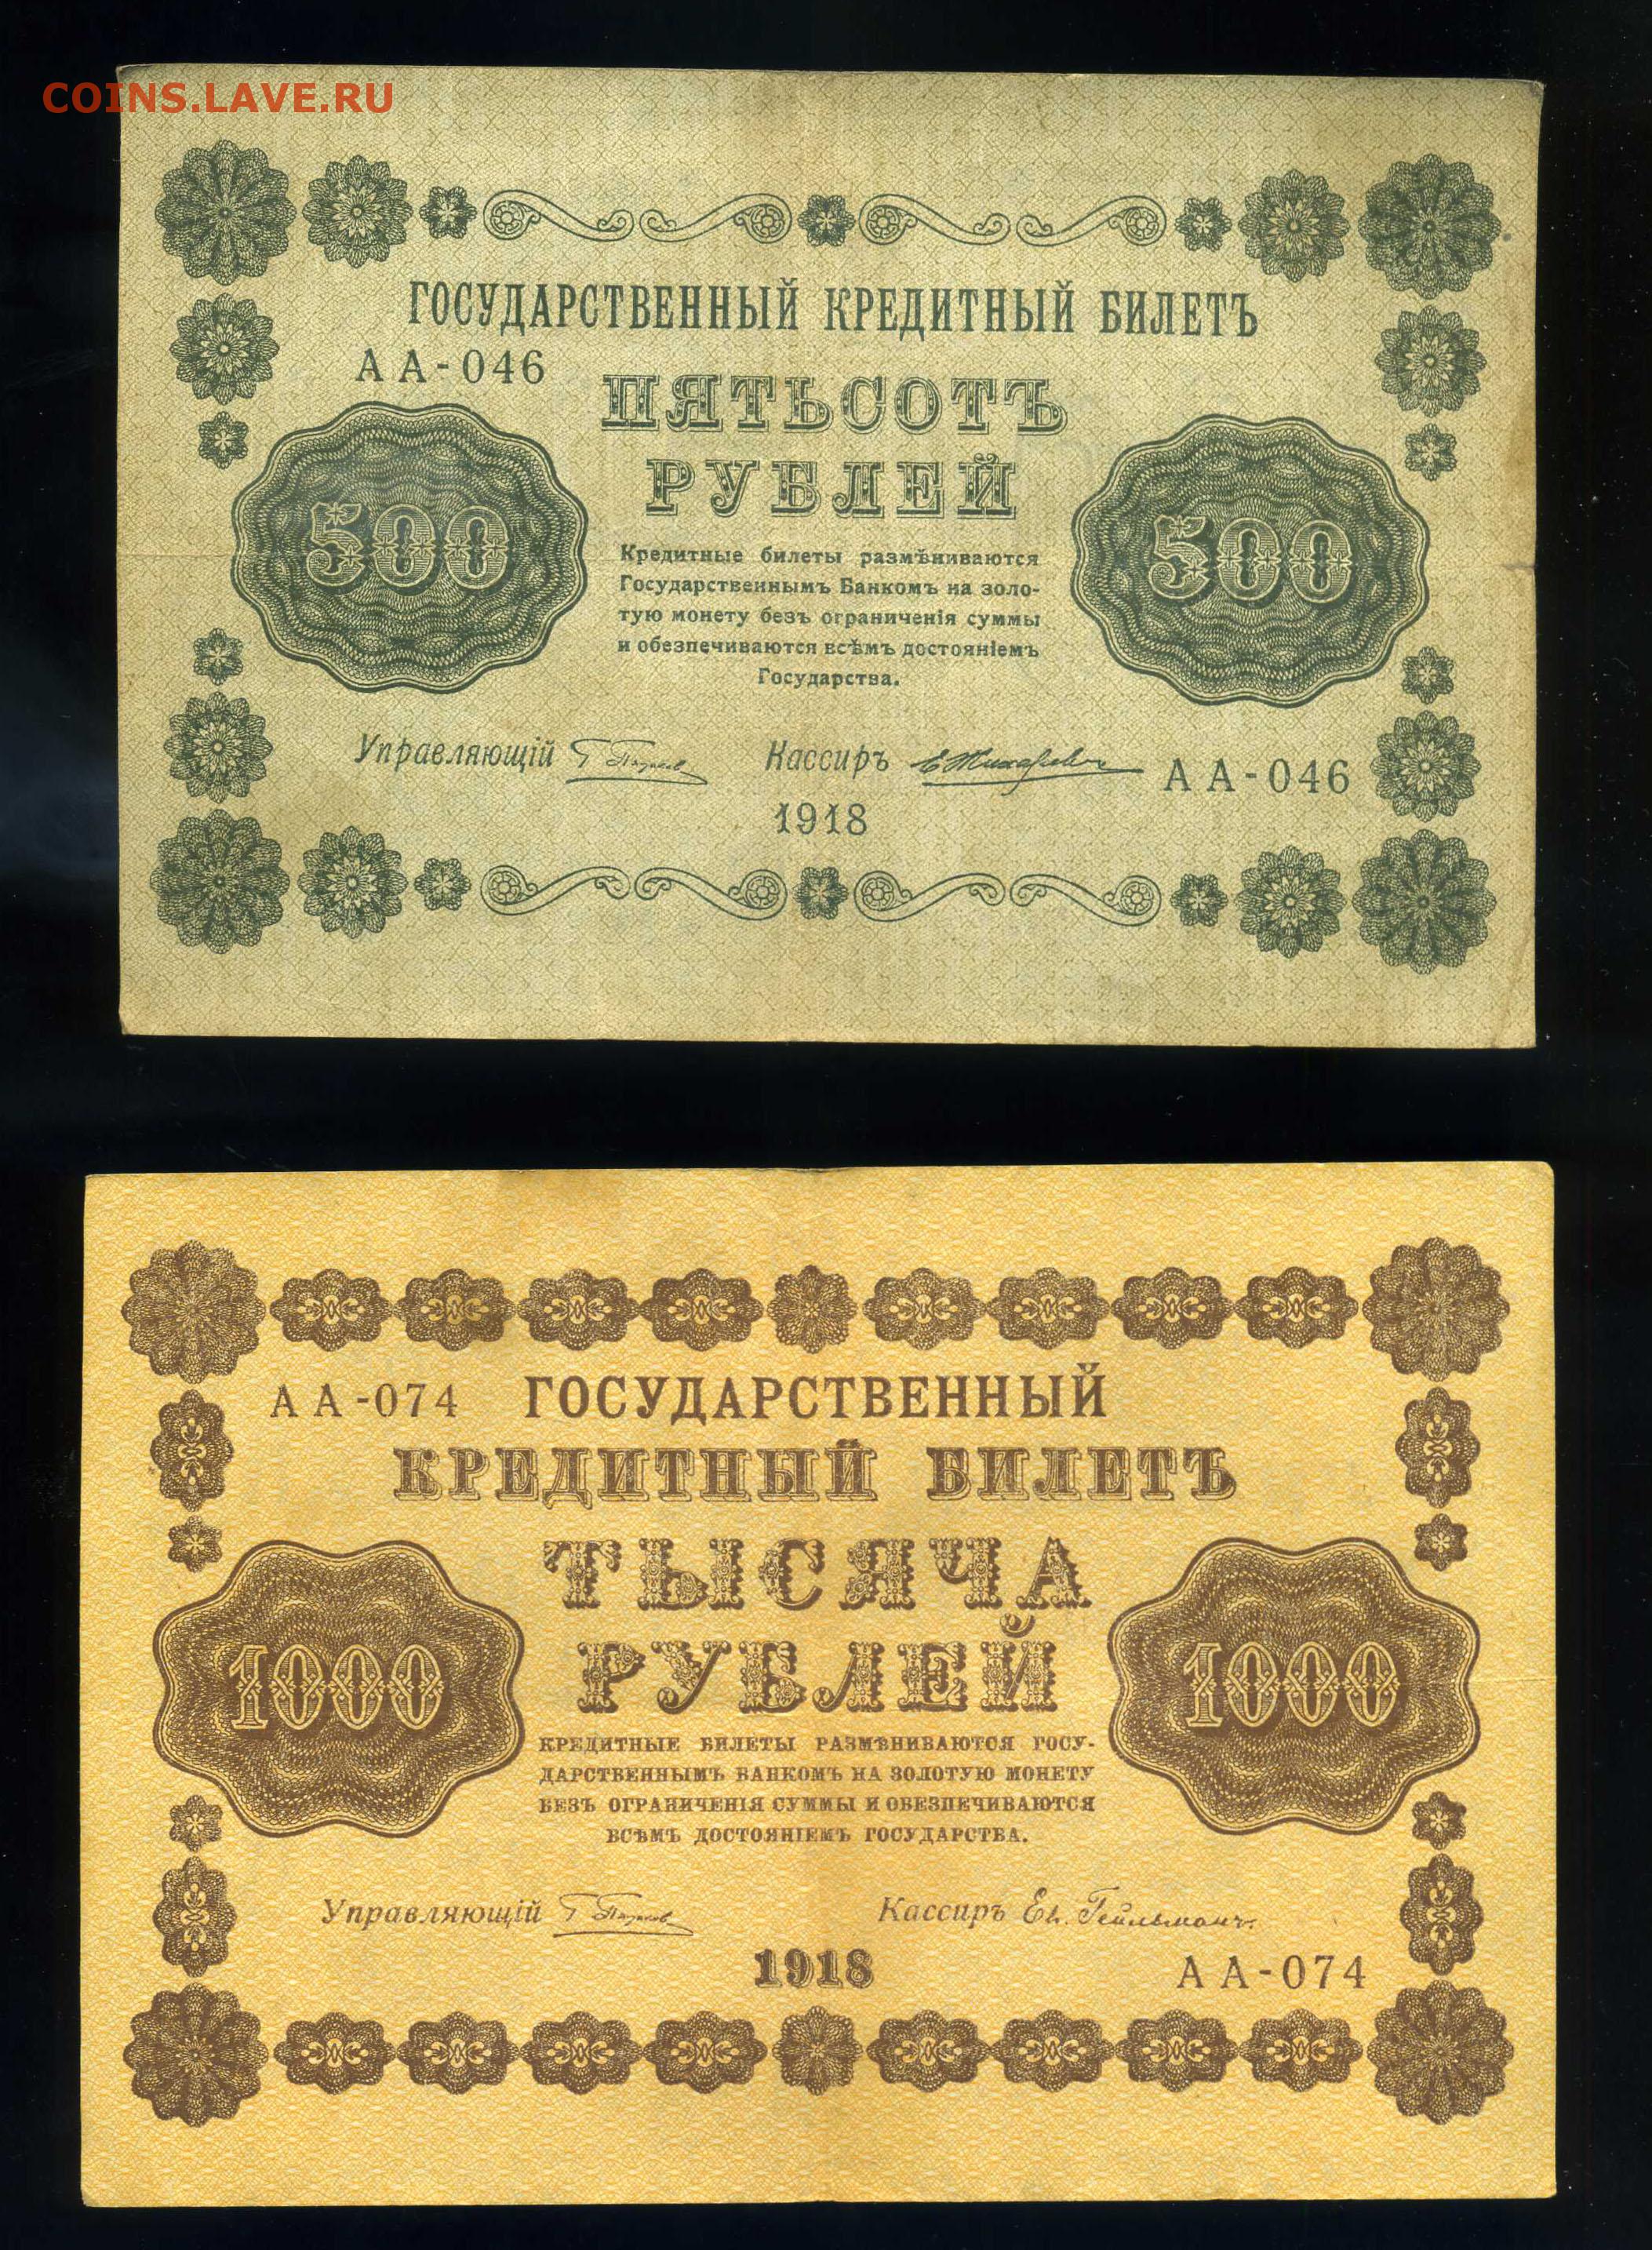 COINS.LAVE.RU
ГОСУДАРСТВЕННЫЙ КРЕДИТНЫЙ БИЛЕТЪ
АА-046
ПЯТЬСОТЪ
РУБЛЕЙ
500
500
Кредитные билеты размѣниваются
Государственнымъ Банкомъ на золо-
тую монету безъ ограниченія суммы
и обезпечиваются всѣмъ достояніемъ
Государства.
Управляющій
Кассиръ
АА-046
1918
АА-074
ГОСУДАРСТВЕННЫЙ
КРЕДИТНЫЙ БИЛЕТЪ
ТЫСЯЧА
РУБЛЕЙ
1000
1000
КРЕДИТНЫЕ БИЛЕТЫ РАЗМѢНИВАЮТСЯ ГОСУ-
ДАРСТВЕННЫМЪ БАНКОМЪ НА ЗОЛОТУЮ МОНЕТУ
БЕЗЪ ОГРАНИЧЕНІЯ СУММЫ И ОБЕЗПЕЧИВАЮТСЯ
ВСѢМЪ ДОСТОЯНІЕМЪ ГОСУДАРСТВА.
Управляющій
Кассиръ
1918
АА-074